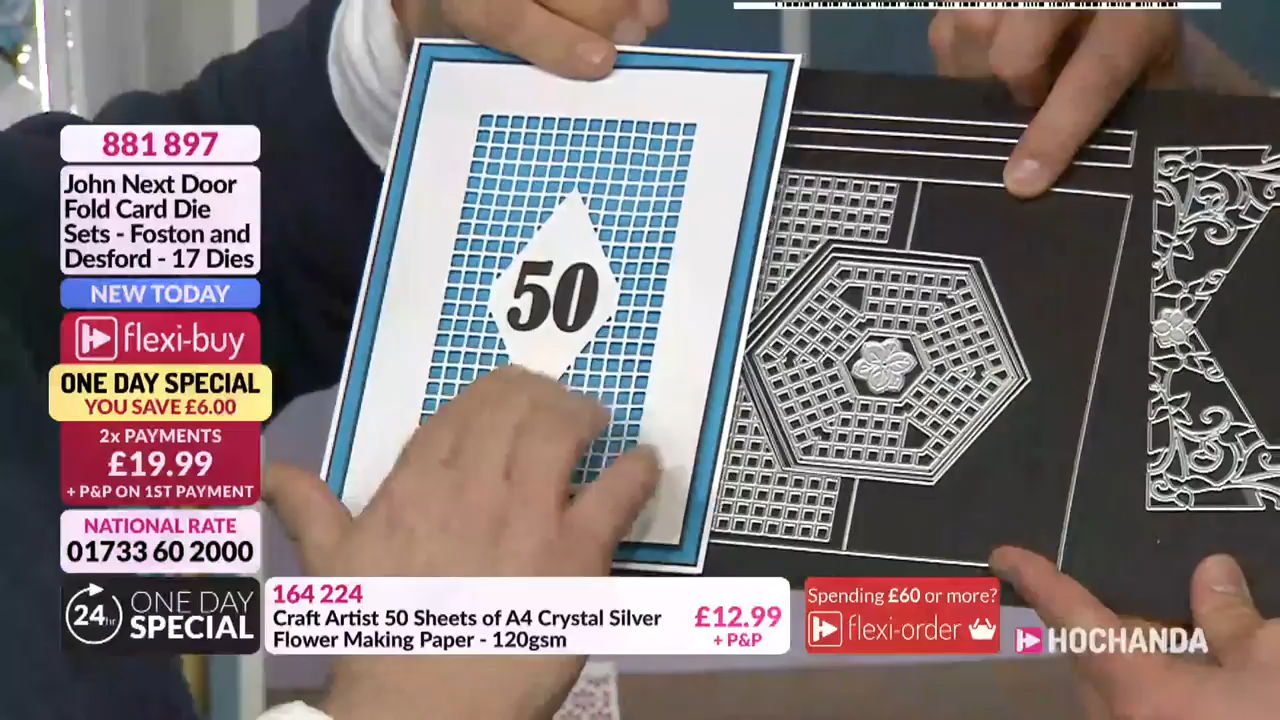 881 897
John Next Door
Fold Card Die
Sets - Foston and
Desford - 17 Dies
NEW TODAY
flexi-buy
ONE DAY SPECIAL
YOU SAVE £6.00
2x PAYMENTS
£19.99
+ P&P ON 1ST PAYMENT
NATIONAL RATE
01733 60 2000
24hr ONE DAY
SPECIAL
50
164 224
Craft Artist 50 Sheets of A4 Crystal Silver
Flower Making Paper - 120gsm
£12.99
+ P&P
Spending £60 or more?
flexi-order
HOCHANDA